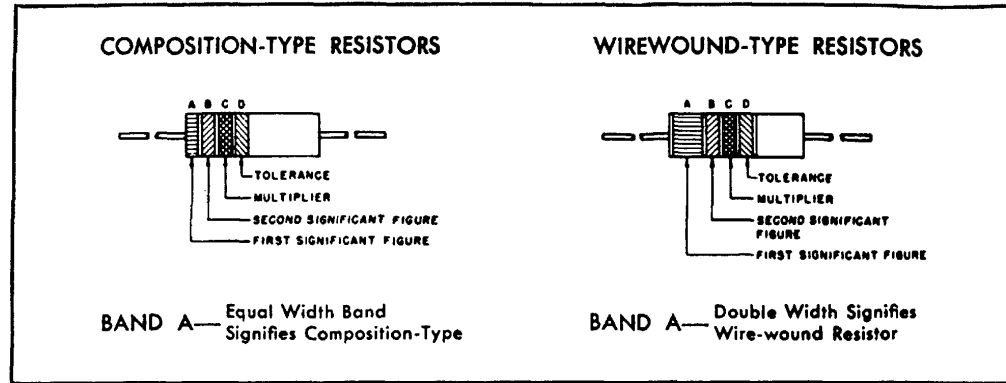 COMPOSITION-TYPE RESISTORS
A B C D
TOLERANCE
MULTIPLIER
SECOND SIGNIFICANT FIGURE
FIRST SIGNIFICANT FIGURE
BAND A— Equal Width Band
Signifies Composition-Type
WIREWOUND-TYPE RESISTORS
A B C D
TOLERANCE
MULTIPLIER
SECOND SIGNIFICANT
FIGURE
FIRST SIGNIFICANT FIGURE
BAND A— Double Width Signifies
Wire-wound Resistor